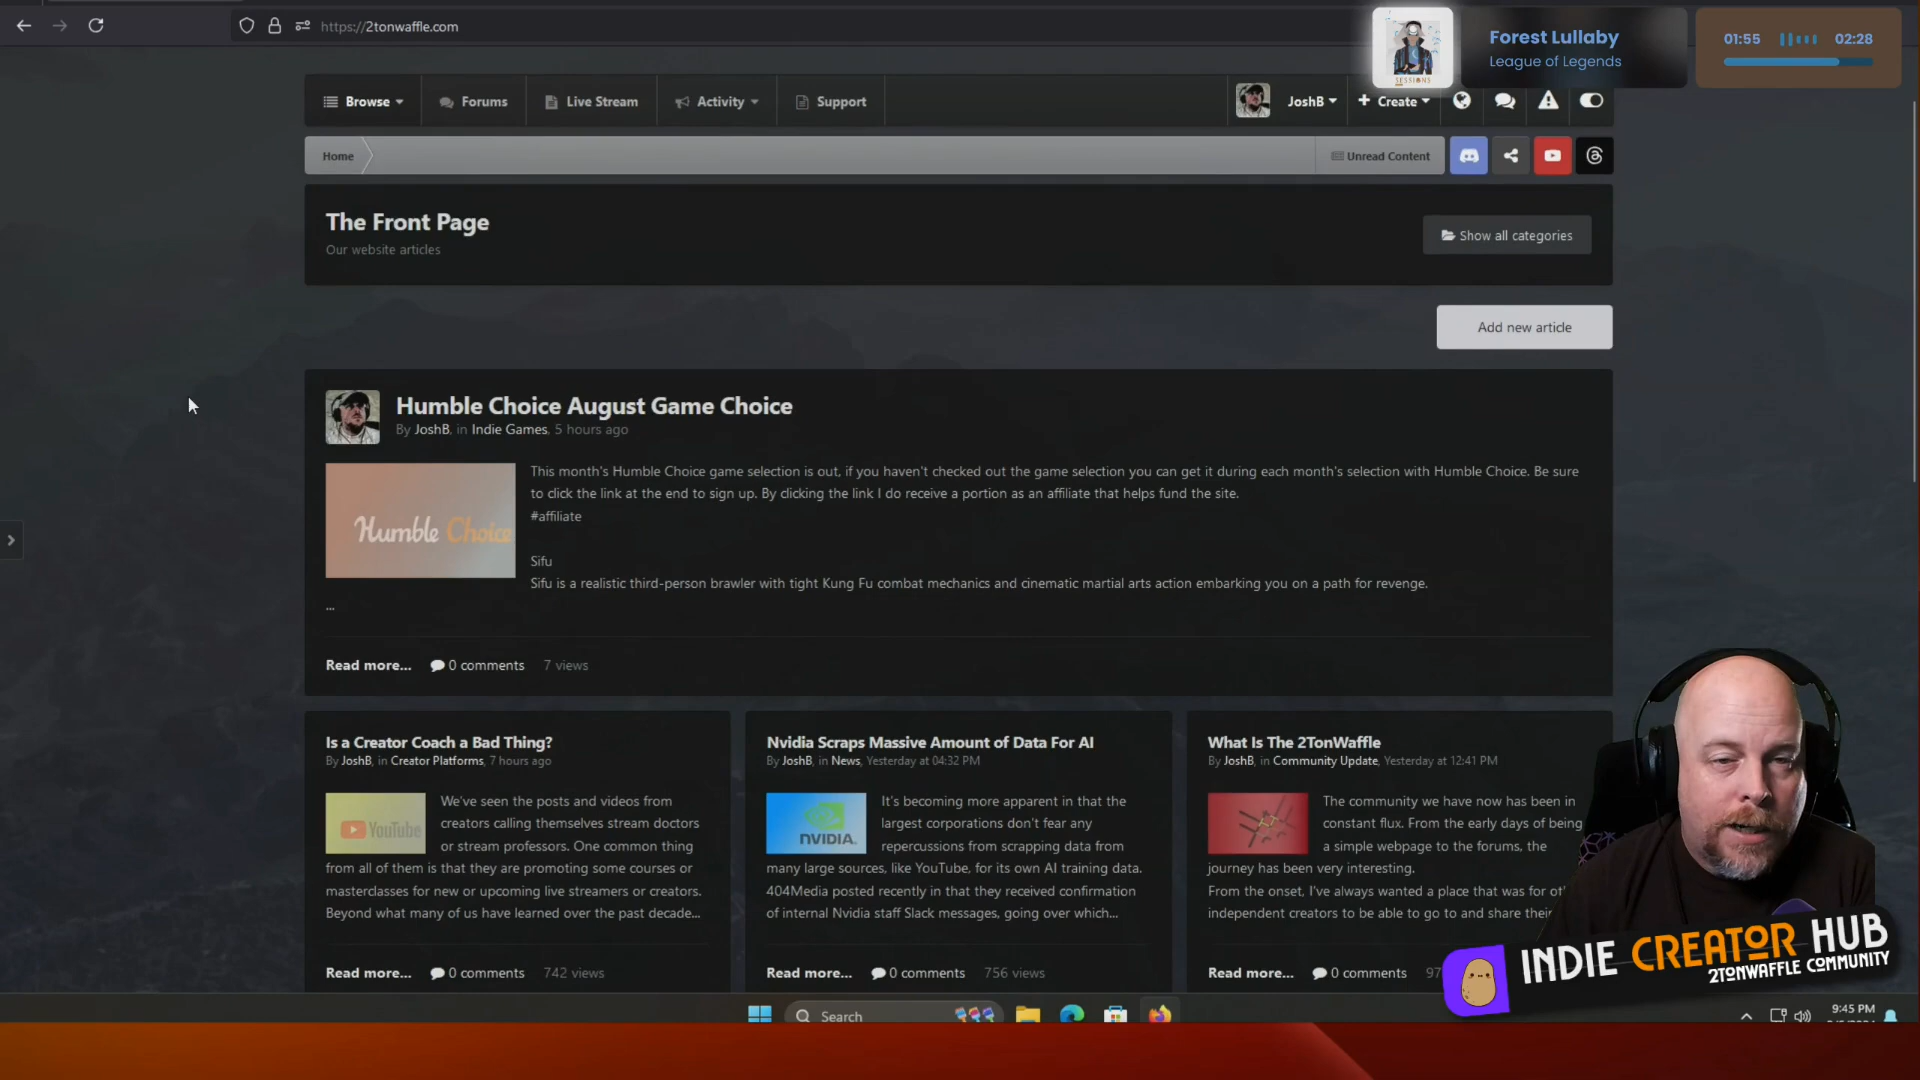 https://2tonwaffle.com
Forest Lullaby
League of Legends
01:55
02:28
SESSIONS
Browse
Forums
Live Stream
Activity
Support
JoshB
Create
Home
Unread Content
The Front Page
Our website articles
Show all categories
Add new article
Humble Choice August Game Choice
By JoshB, in Indie Games, 5 hours ago
Humble Choice
This month's Humble Choice game selection is out, if you haven't checked out the game selection you can get it during each month's selection with Humble Choice. Be sure
to click the link at the end to sign up. By clicking the link I do receive a portion as an affiliate that helps fund the site.
#affiliate
Sifu
Sifu is a realistic third-person brawler with tight Kung Fu combat mechanics and cinematic martial arts action embarking you on a path for revenge.
...
Read more... 0 comments 7 views
Is a Creator Coach a Bad Thing?
By JoshB, in Creator Platforms, 7 hours ago
YouTube
We've seen the posts and videos from
creators calling themselves stream doctors
or stream professors. One common thing
from all of them is that they are promoting some courses or
masterclasses for new or upcoming live streamers or creators.
Beyond what many of us have learned over the past decade...
Read more... 0 comments 742 views
Nvidia Scraps Massive Amount of Data For AI
By JoshB, in News, Yesterday at 04:32 PM
NVIDIA.
It's becoming more apparent in that the
largest corporations don't fear any
repercussions from scrapping data from
many large sources, like YouTube, for its own AI training data.
404Media posted recently in that they received confirmation
of internal Nvidia staff Slack messages, going over which...
Read more... 0 comments 756 views
What Is The 2TonWaffle
By JoshB, in Community Update, Yesterday at 12:41 PM
The community we have now has been in
constant flux. From the early days of being
a simple webpage to the forums, the
journey has been very interesting.
From the onset, I've always wanted a place that was for
independent creators to be able to go to and share
Read more... 0 comments
INDIE CREATOR HUB
2TONWAFFLE COMMUNITY
Search
9:45 PM